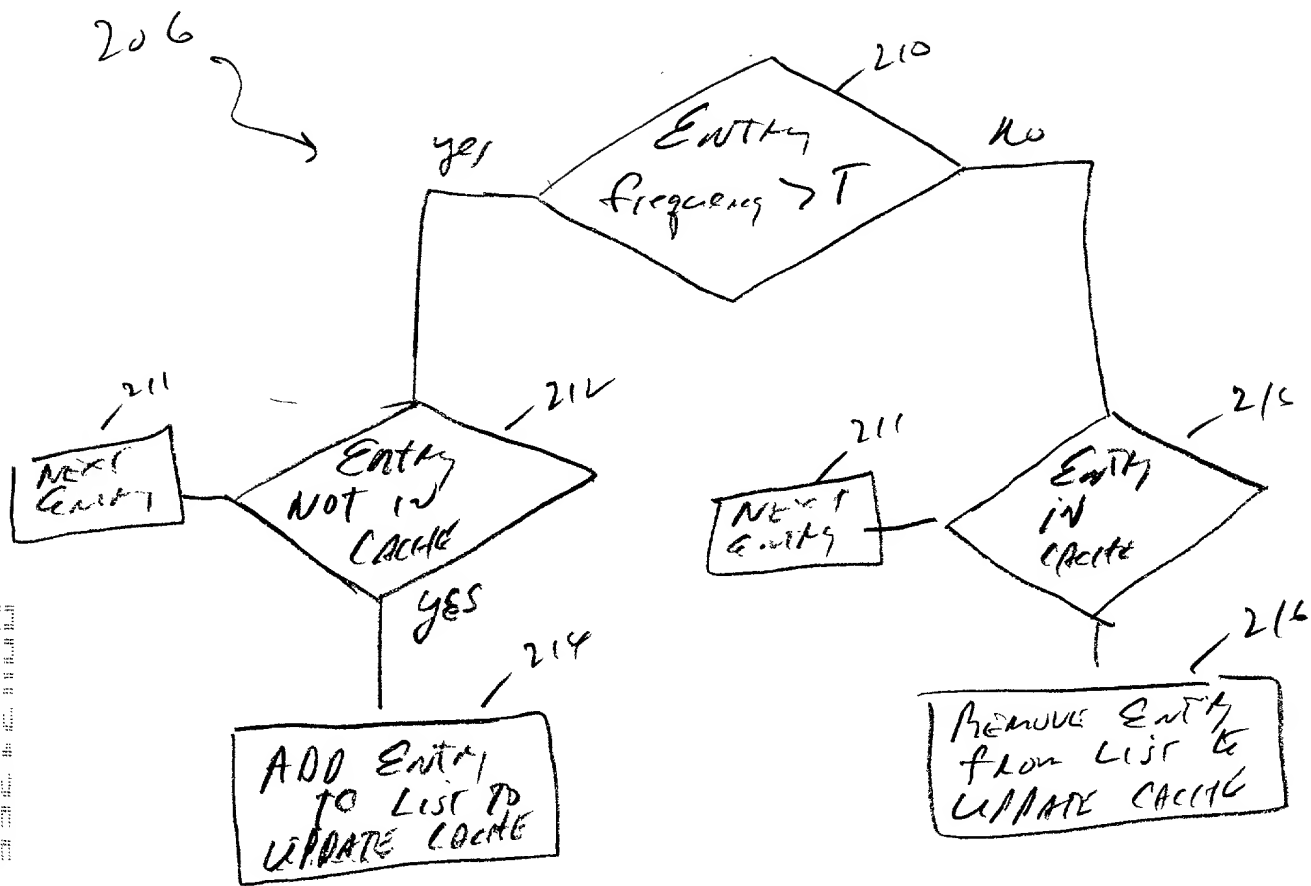 206
210
Entry
frequency > T
yes
no
211
Next
Entry
212
Entry
NOT IN
CACHE
yes
211
Next
Entry
Entry
IN
CACHE
214
ADD Entry
TO LIST TO
UPDATE CACHE
216
REMOVE Entry
from LIST &
UPDATE CACHE